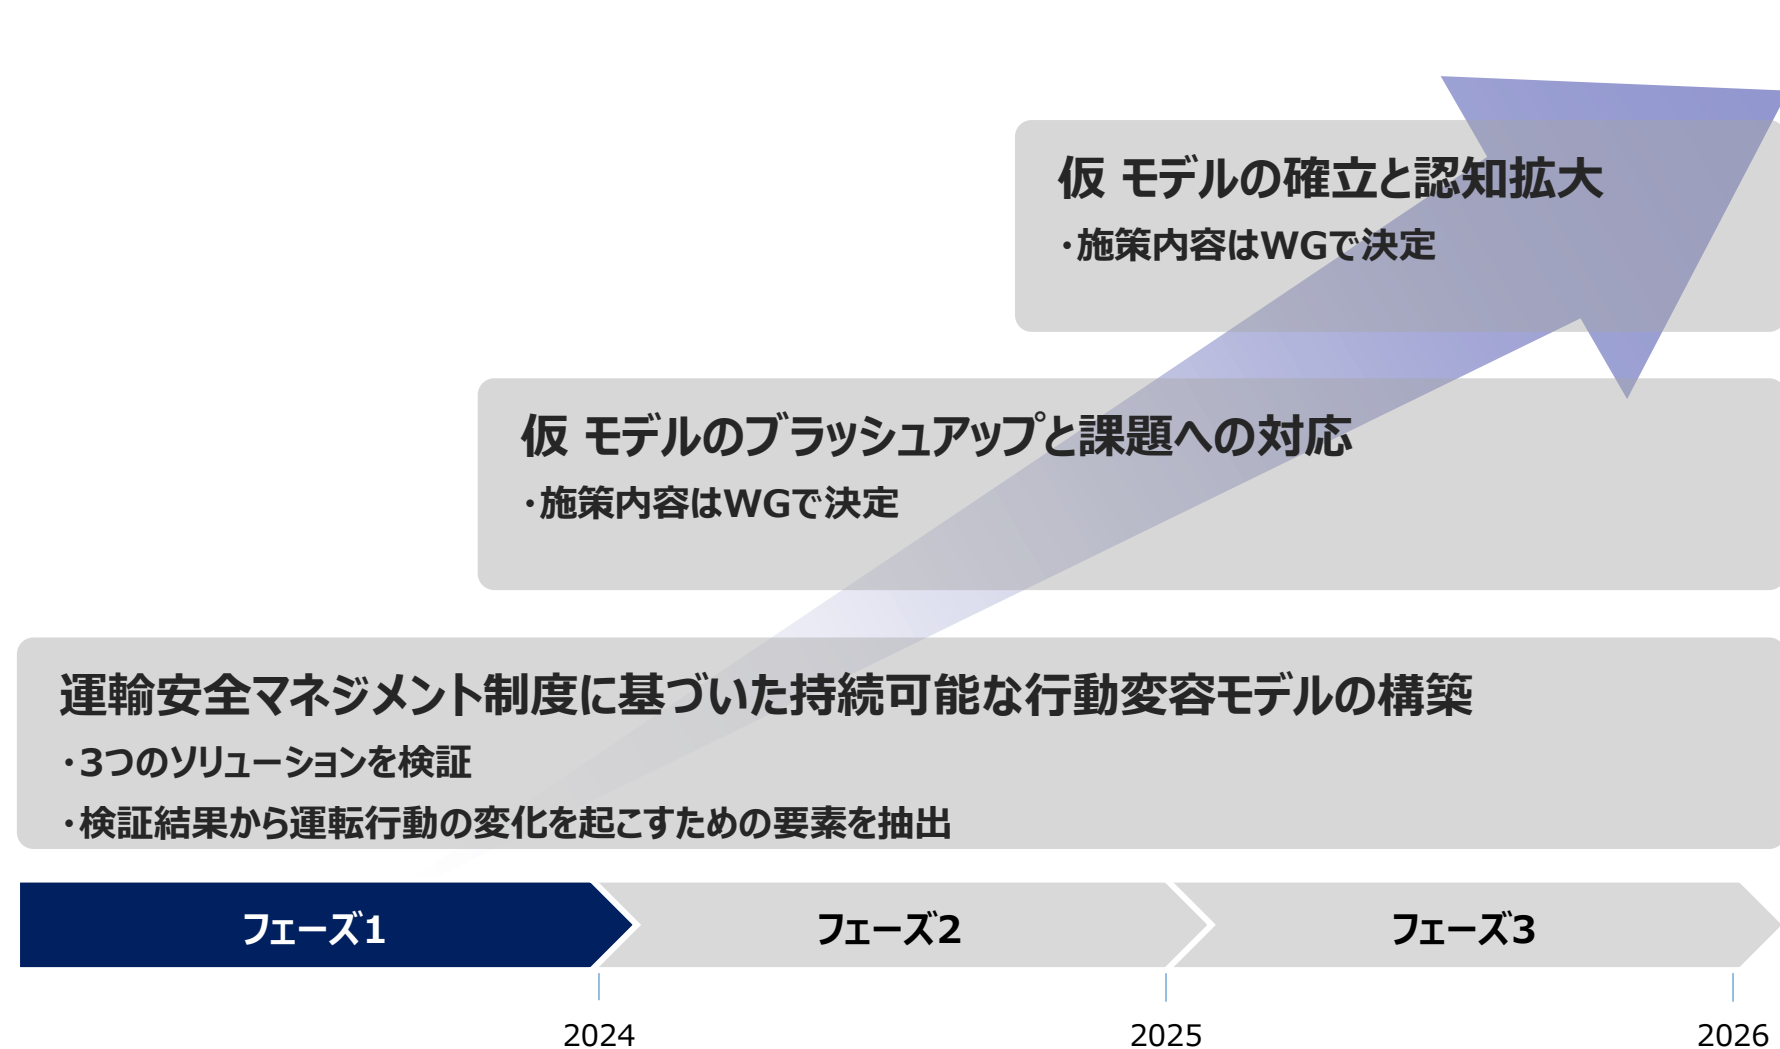 仮 モデルの確立と認知拡大
・施策内容はWGで決定
仮 モデルのブラッシュアップと課題への対応
・施策内容はWGで決定
運輸安全マネジメント制度に基づいた持続可能な行動変容モデルの構築
・3つのソリューションを検証
・検証結果から運転行動の変化を起こすための要素を抽出
フェーズ1
フェーズ2
フェーズ3
2024
2025
2026